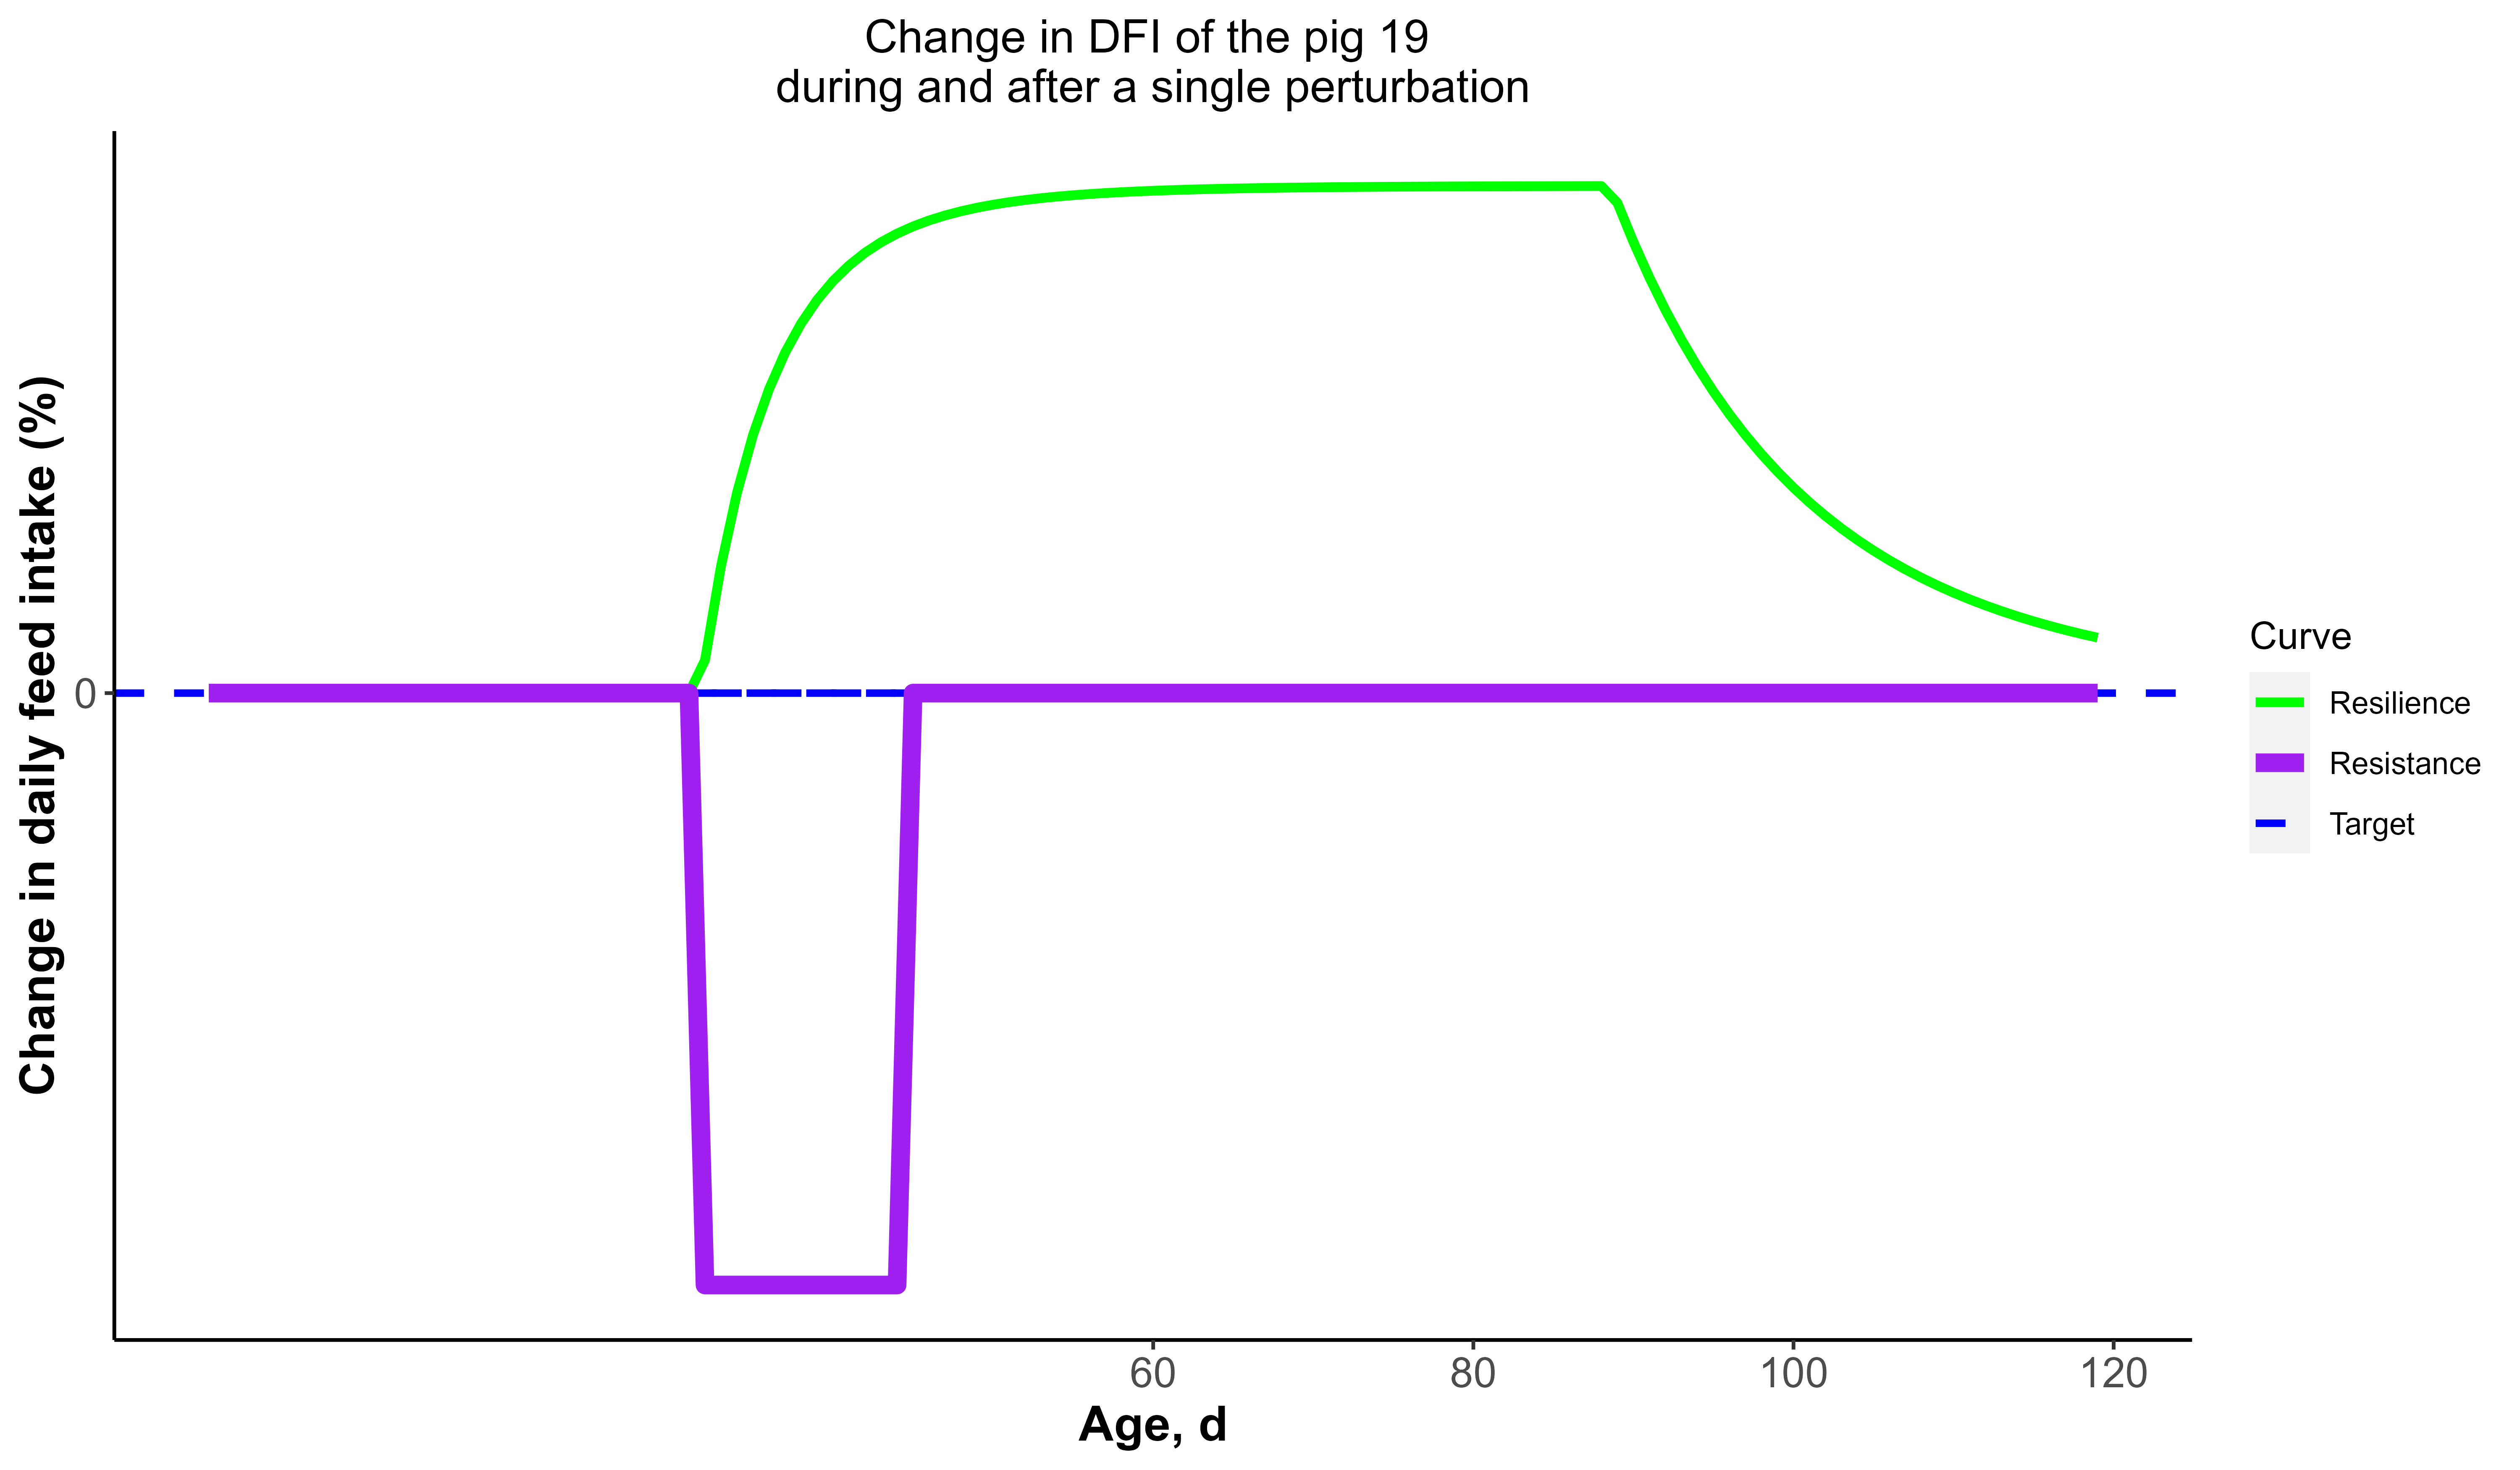 Change in DFI of the pig 19
during and after a single perturbation
Change in daily feed intake (%)
0
60
80
100
120
Age, d
Curve
Resilience
Resistance
Target